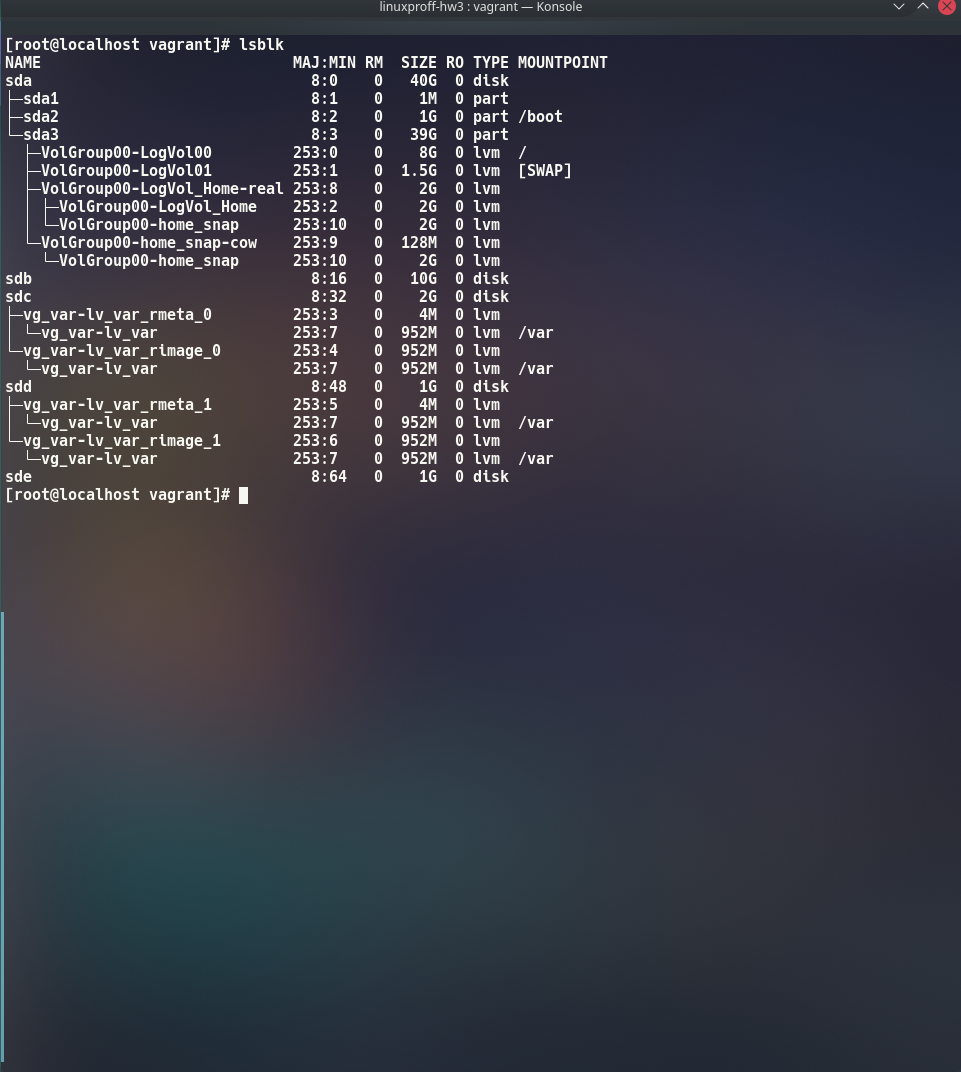 linuxproff-hw3 : vagrant — Konsole
[root@localhost vagrant]# lsblk
NAME                            MAJ:MIN RM  SIZE RO TYPE MOUNTPOINT
sda                               8:0    0   40G  0 disk
├─sda1                            8:1    0    1M  0 part
├─sda2                            8:2    0    1G  0 part /boot
└─sda3                            8:3    0   39G  0 part
  ├─VolGroup00-LogVol00         253:0    0    8G  0 lvm  /
  ├─VolGroup00-LogVol01         253:1    0  1.5G  0 lvm  [SWAP]
  ├─VolGroup00-LogVol_Home-real 253:8    0    2G  0 lvm
  │ ├─VolGroup00-LogVol_Home    253:2    0    2G  0 lvm
  │ └─VolGroup00-home_snap      253:10   0    2G  0 lvm
  └─VolGroup00-home_snap-cow    253:9    0  128M  0 lvm
    └─VolGroup00-home_snap      253:10   0    2G  0 lvm
sdb                               8:16   0   10G  0 disk
sdc                               8:32   0    2G  0 disk
├─vg_var-lv_var_rmeta_0         253:3    0    4M  0 lvm
│ └─vg_var-lv_var               253:7    0  952M  0 lvm  /var
└─vg_var-lv_var_rimage_0        253:4    0  952M  0 lvm
  └─vg_var-lv_var               253:7    0  952M  0 lvm  /var
sdd                               8:48   0    1G  0 disk
├─vg_var-lv_var_rmeta_1         253:5    0    4M  0 lvm
│ └─vg_var-lv_var               253:7    0  952M  0 lvm  /var
└─vg_var-lv_var_rimage_1        253:6    0  952M  0 lvm
  └─vg_var-lv_var               253:7    0  952M  0 lvm  /var
sde                               8:64   0    1G  0 disk
[root@localhost vagrant]#